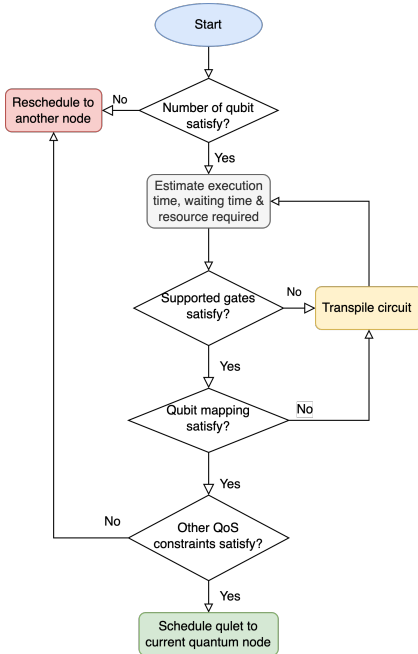 Start
No
Reschedule to
another node
Number of qubit
satisfy?
Yes
Estimate execution
time, waiting time &
resource required
Supported gates
satisfy?
No
Transpile circuit
Yes
Qubit mapping
satisfy?
No
Yes
Other QoS
constraints satisfy?
No
Yes
Schedule qulet to
current quantum node